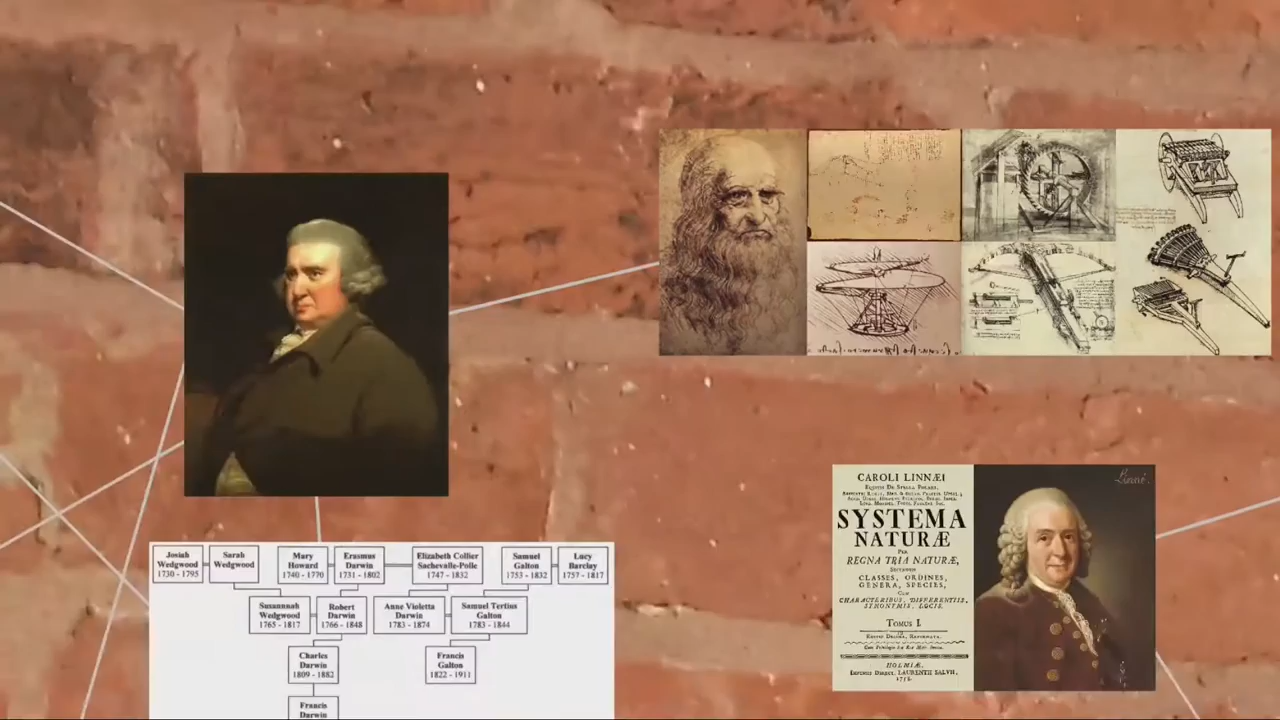 Josiah
Wedgwood
1730 - 1795
Sarah
Wedgwood
Mary
Howard
1740 - 1770
Erasmus
Darwin
1731 - 1802
Elizabeth Collier
Sachevalle-Polle
1747 - 1832
Samuel
Galton
1753 - 1832
Lucy
Barclay
1757 - 1817
Susannah
Wedgwood
1765 - 1817
Robert
Darwin
1766 - 1848
Anne Violetta
Darwin
1783 - 1874
Samuel Tertius
Galton
1783 - 1844
Charles
Darwin
1809 - 1882
Francis
Galton
1822 - 1911
Francis
Darwin
CAROLI LINNÆI
SYSTEMA
NATURÆ
PER
REGNA TRIA NATURÆ,
SECUNDUM
CLASSES, ORDINES,
GENERA, SPECIES,
CUM
CHARACTERIBUS, DIFFERENTIIS,
SYNONYMIS, LOCIS.
TOMUS I.
HOLMIÆ,
IMPENSIS DIRECT. LAURENTII SALVII,
1758.